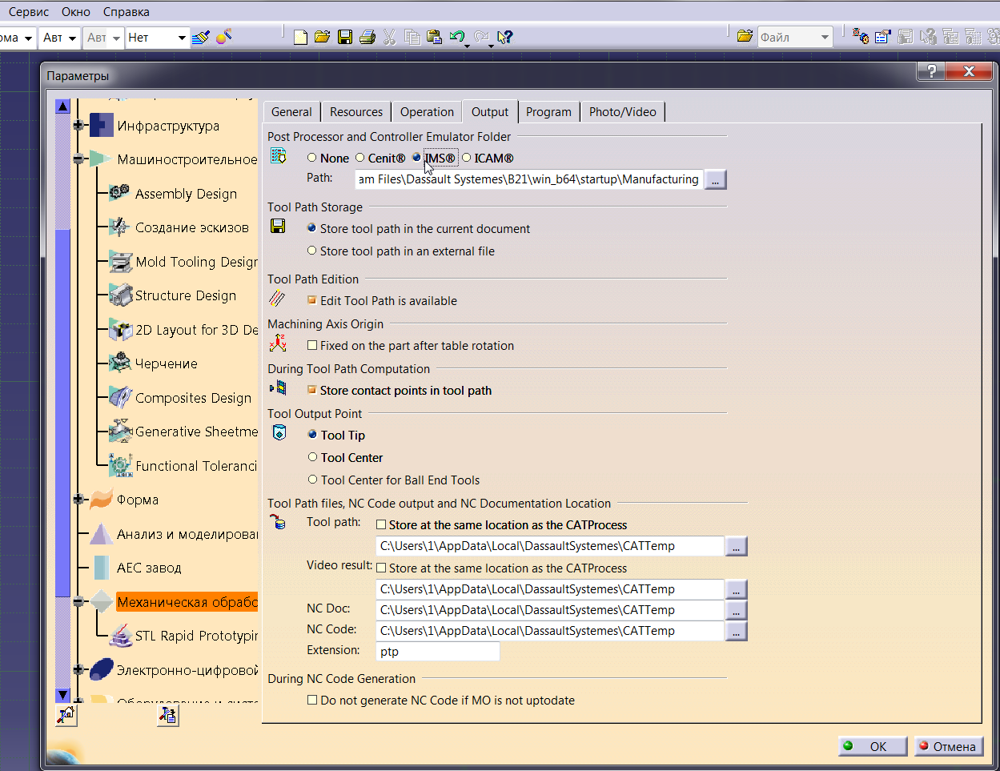 Сервис Окно Справка
ома Авт Авт Нет Файл
Параметры
Инфраструктура
Машиностроительное
Assembly Design
Создание эскизов
Mold Tooling Design
Structure Design
2D Layout for 3D De
Черчение
Composites Design
Generative Sheetme
Functional Toleranci
Форма
Анализ и моделирова
АЕС завод
Механическая обрабо
STL Rapid Prototypin
Электронно-цифровой
Оборудование и систе
General Resources Operation Output Program Photo/Video
Post Processor and Controller Emulator Folder
None Cenit® IMS® ICAM®
Path: am Files\Dassault Systemes\B21\win_b64\startup\Manufacturing ...
Tool Path Storage
Store tool path in the current document
Store tool path in an external file
Tool Path Edition
Edit Tool Path is available
Machining Axis Origin
Fixed on the part after table rotation
During Tool Path Computation
Store contact points in tool path
Tool Output Point
Tool Tip
Tool Center
Tool Center for Ball End Tools
Tool Path files, NC Code output and NC Documentation Location
Tool path: Store at the same location as the CATProcess
C:\Users\1\AppData\Local\DassaultSystemes\CATTemp ...
Video result: Store at the same location as the CATProcess
C:\Users\1\AppData\Local\DassaultSystemes\CATTemp ...
NC Doc: C:\Users\1\AppData\Local\DassaultSystemes\CATTemp ...
NC Code: C:\Users\1\AppData\Local\DassaultSystemes\CATTemp ...
Extension: ptp
During NC Code Generation
Do not generate NC Code if MO is not uptodate
OK Отмена